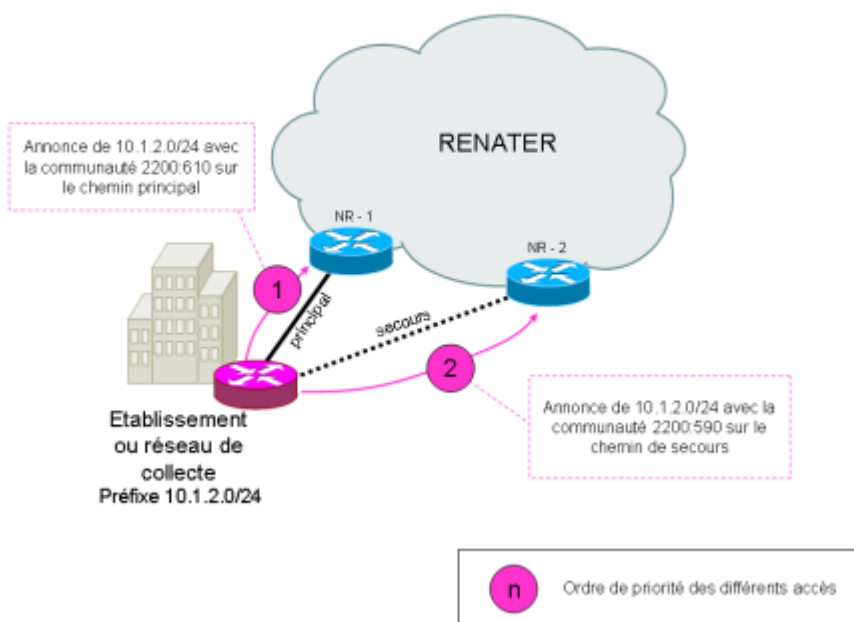 RENATER
Annonce de 10.1.2.0/24 avec
la communauté 2200:610 sur
le chemin principal
NR - 1
NR - 2
1
principal
secours
2
Etablissement
ou réseau de
collecte
Préfixe 10.1.2.0/24
Annonce de 10.1.2.0/24 avec la
communauté 2200:590 sur le
chemin de secours
n
Ordre de priorité des différents accès